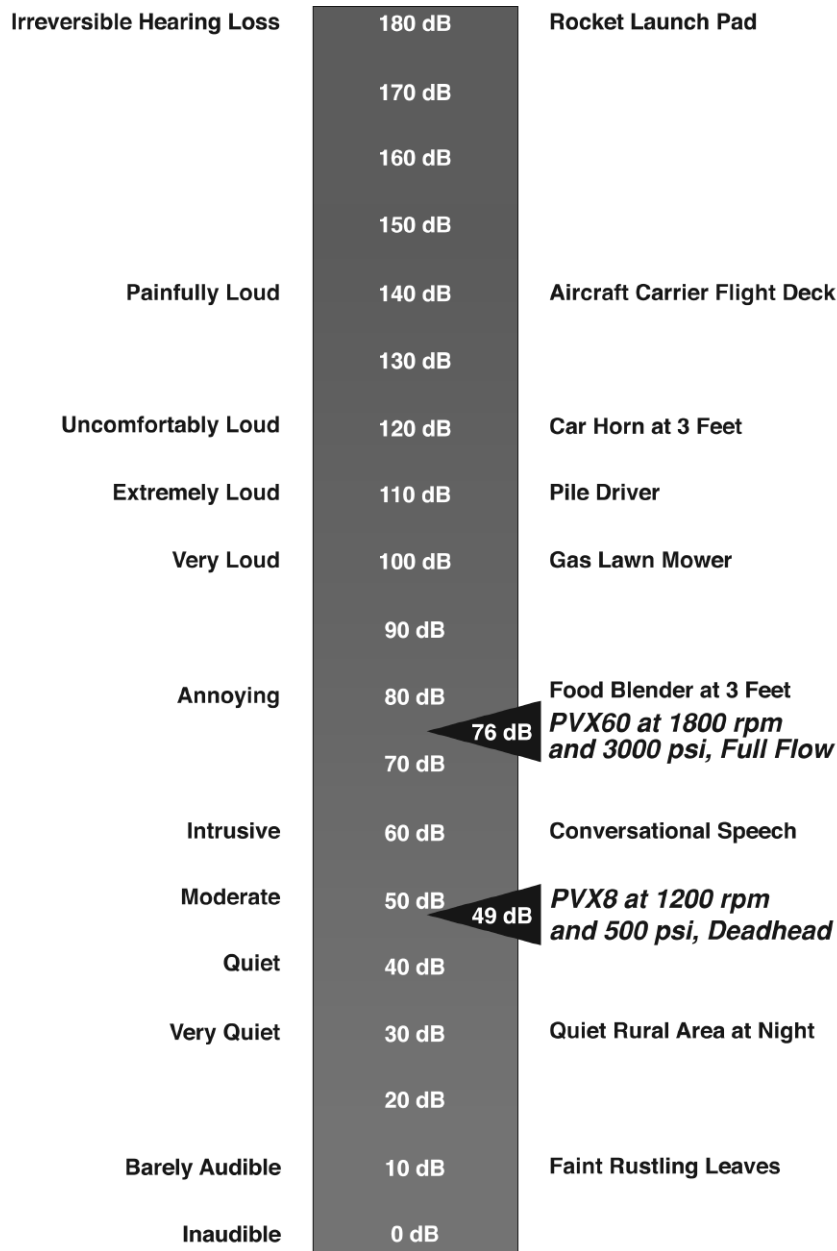 Irreversible Hearing Loss 180 dB Rocket Launch Pad
170 dB
160 dB
150 dB
Painfully Loud 140 dB Aircraft Carrier Flight Deck
130 dB
Uncomfortably Loud 120 dB Car Horn at 3 Feet
Extremely Loud 110 dB Pile Driver
Very Loud 100 dB Gas Lawn Mower
90 dB
Annoying 80 dB Food Blender at 3 Feet
76 dB PVX60 at 1800 rpm
and 3000 psi, Full Flow
70 dB
Intrusive 60 dB Conversational Speech
Moderate 50 dB PVX8 at 1200 rpm
49 dB and 500 psi, Deadhead
Quiet 40 dB
Very Quiet 30 dB Quiet Rural Area at Night
20 dB
Barely Audible 10 dB Faint Rustling Leaves
Inaudible 0 dB